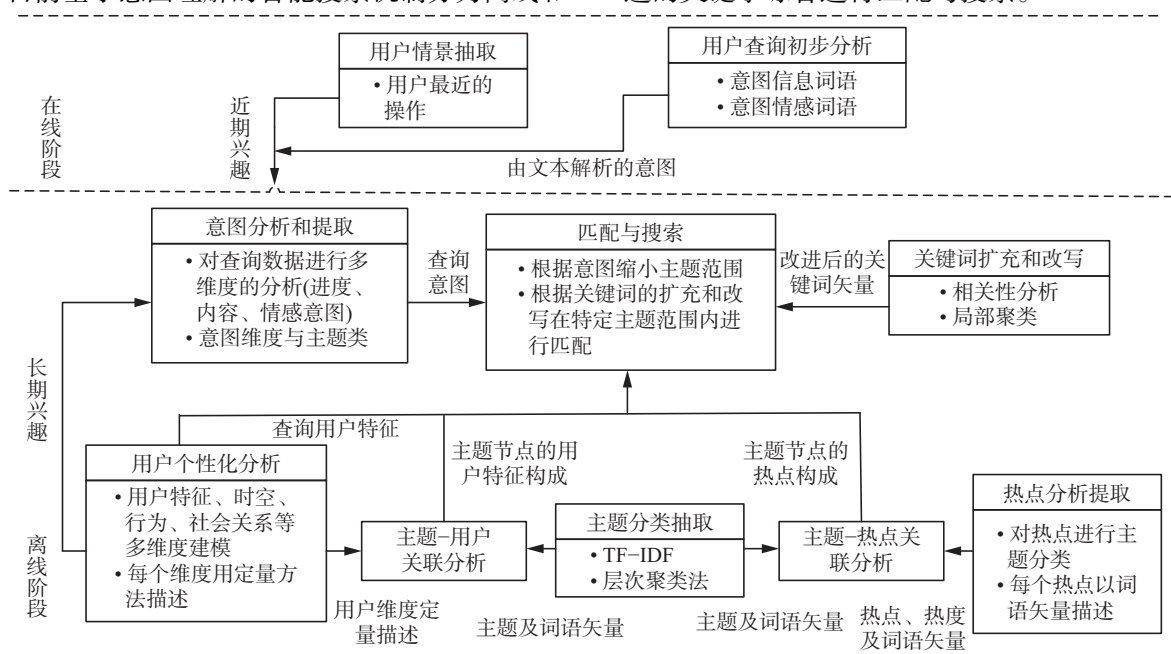 用户情景抽取
• 用户最近的
操作
用户查询初步分析
• 意图信息词语
• 意图情感词语
在线阶段
近期兴趣
由文本解析的意图
意图分析和提取
• 对查询数据进行多
维度的分析(进度、
内容、情感意图)
• 意图维度与主题类
查询
意图
匹配与搜索
• 根据意图缩小主题范围
• 根据关键词的扩充和改
写在特定主题范围内进
行匹配
改进后的关
键词矢量
关键词扩充和改写
• 相关性分析
• 局部聚类
长期兴趣
查询用户特征
主题节点的用
户特征构成
主题节点的
热点构成
离线阶段
用户个性化分析
• 用户特征、时空、
行为、社会关系等
多维度建模
• 每个维度用定量方
法描述
主题−用户
关联分析
主题分类抽取
• TF−IDF
• 层次聚类法
主题−热点关
联分析
热点分析提取
• 对热点进行主
题分类
• 每个热点以词
语矢量描述
用户维度定
量描述
主题及词语矢量
主题及词语矢量
热点、热度
及词语矢量